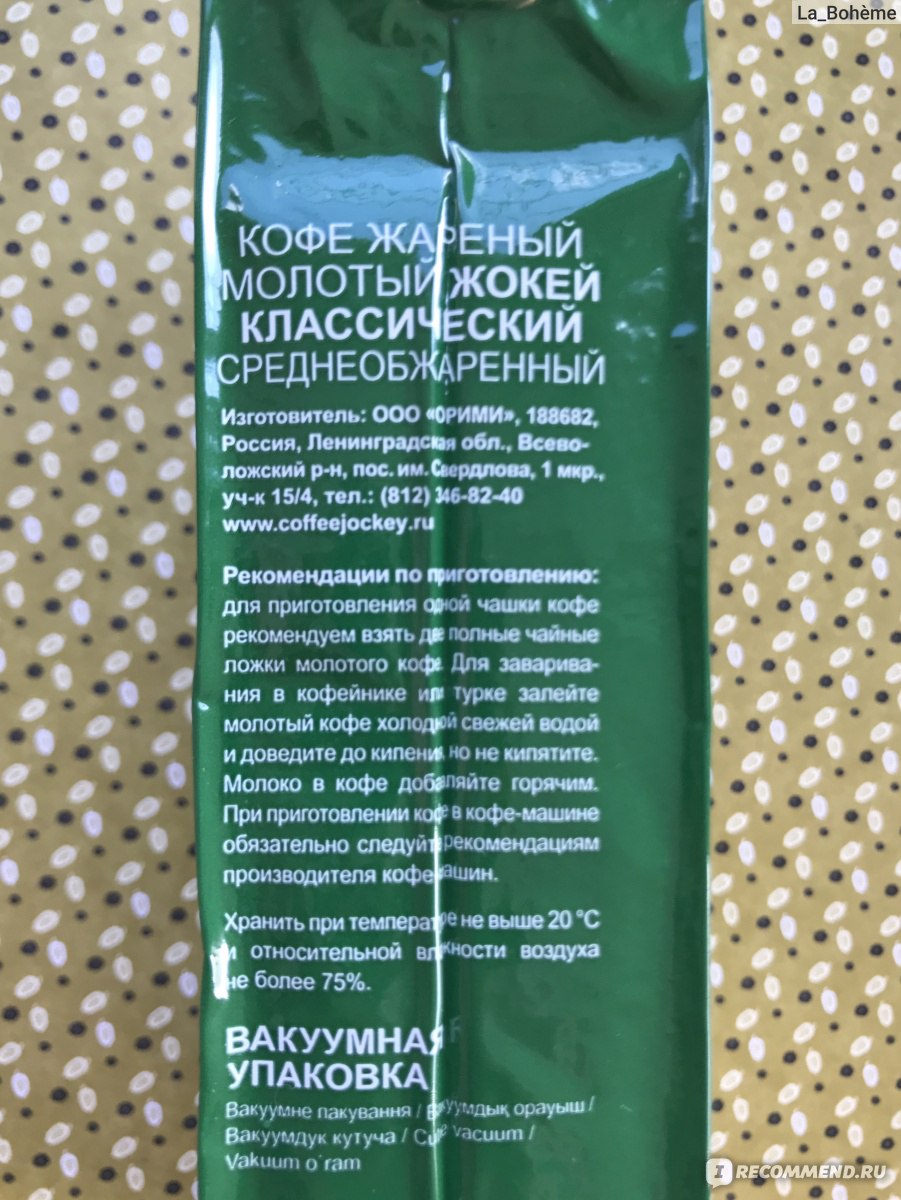 La_Bohème
КОФЕ ЖАРЕНЫЙ
МОЛОТЫЙ ЖОКЕЙ
КЛАССИЧЕСКИЙ
СРЕДНЕОБЖАРЕННЫЙ
Изготовитель: ООО «ОРИМИ», 188682,
Россия, Ленинградская обл., Всево-
ложский р-н, пос. им. Свердлова, 1 мкр.,
уч-к 15/4, тел.: (812) 346-82-40
www.coffeejockey.ru
Рекомендации по приготовлению:
для приготовления одной чашки кофе
рекомендуем взять две полные чайные
ложки молотого кофе. Для заварива-
ния в кофейнике или турке залейте
молотый кофе холодной свежей водой
и доведите до кипения, но не кипятите.
Молоко в кофе добавляйте горячим.
При приготовлении кофе в кофе-машине
обязательно следуйте рекомендациям
производителя кофемашин.
Хранить при температуре не выше 20 °C
и относительной влажности воздуха
не более 75%.
ВАКУУМНАЯ
УПАКОВКА
Вакуумне пакування / Вакуумдық орауыш /
Вакуумдук кутуча / vacuum /
Vakuum o`ram
IRECOMMEND.RU